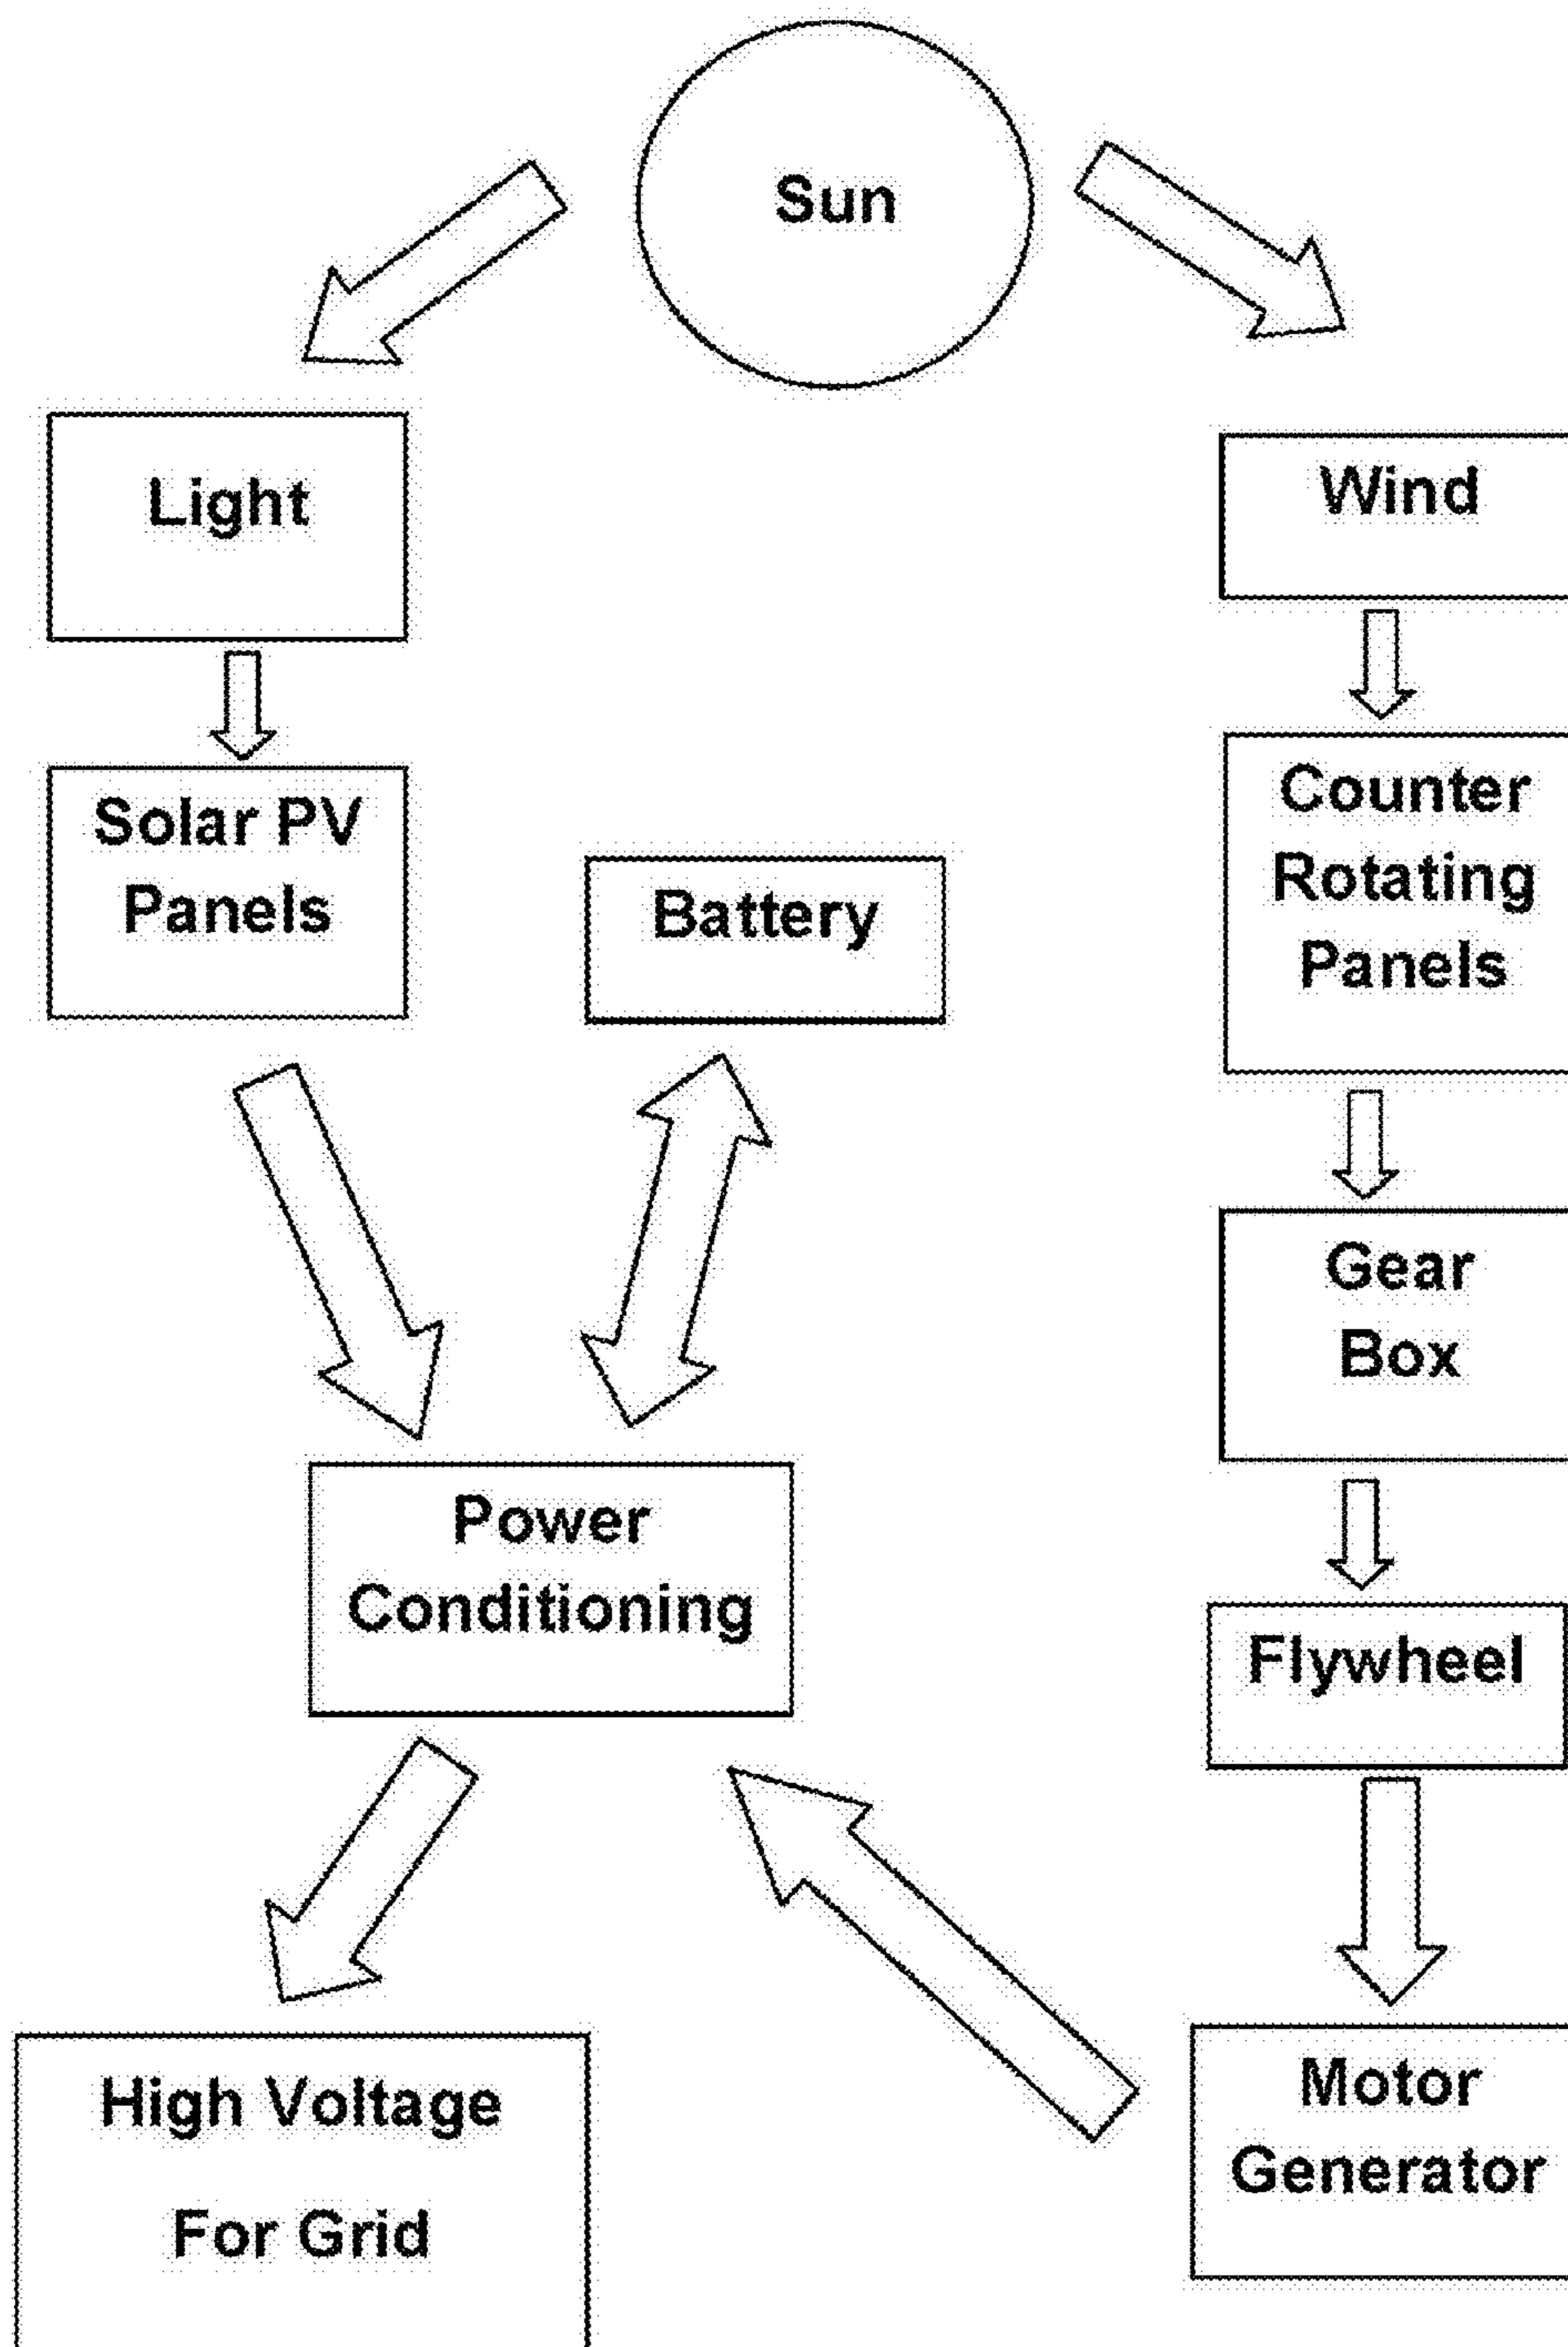 Sun
Light
Wind
Solar PV
Panels
Battery
Counter
Rotating
Panels
Gear
Box
Power
Conditioning
Flywheel
High Voltage
For Grid
Motor
Generator